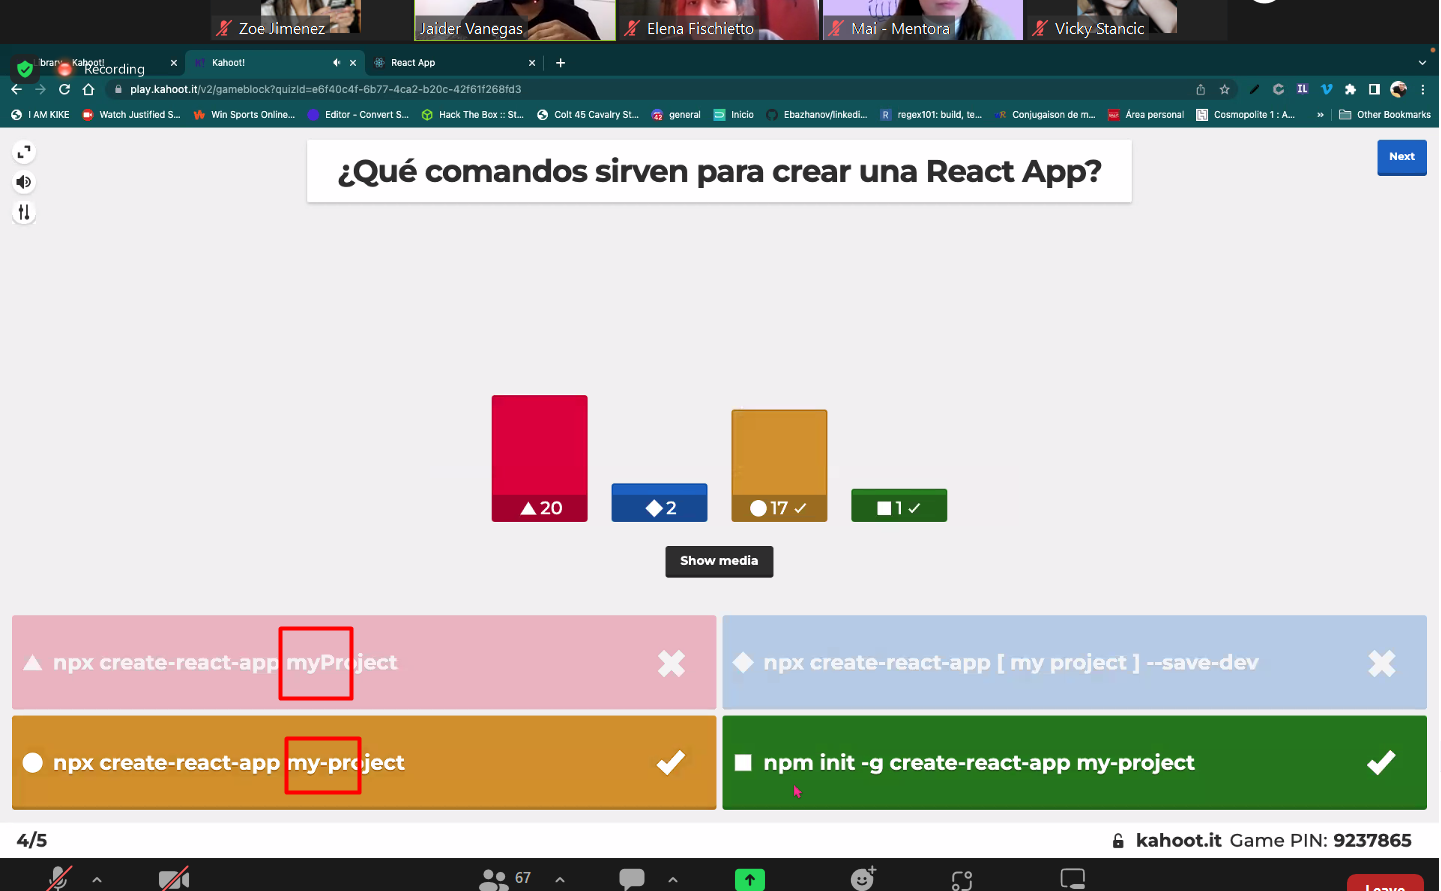 Zoe Jimenez
Jaider Vanegas
Elena Fischietto
Mai - Mentora
Vicky Stancic
Library - Kahoot!
Recording
Kahoot!
React App
play.kahoot.it/v2/gameblock?quizId=e6f40c4f-6b77-4ca2-b20c-42f61f268fd3
I AM KIKE
Watch Justified S...
Win Sports Online...
Editor - Convert S...
Hack The Box :: St...
Colt 45 Cavalry St...
general
Inicio
Ebazhanov/linkedi...
regex101: build, te...
Conjugaison de m...
Área personal
Cosmopolite 1 : A...
»
Other Bookmarks
¿Qué comandos sirven para crear una React App?
Next
20
2
17
1
Show media
npx create-react-app myProject
npx create-react-app [ my project ] --save-dev
npx create-react-app my-project
npm init -g create-react-app my-project
4/5
kahoot.it Game PIN: 9237865
67
Leave